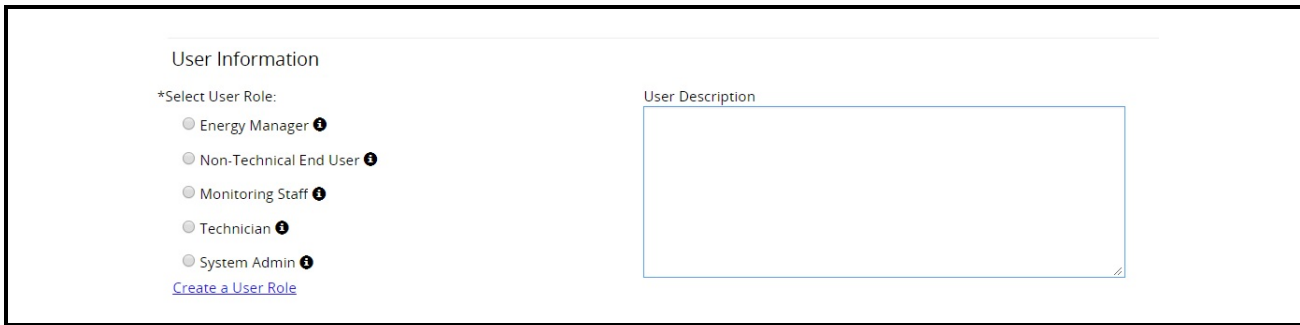 User Information
*Select User Role:
User Description
Energy Manager
Non-Technical End User
Monitoring Staff
Technician
System Admin
Create a User Role